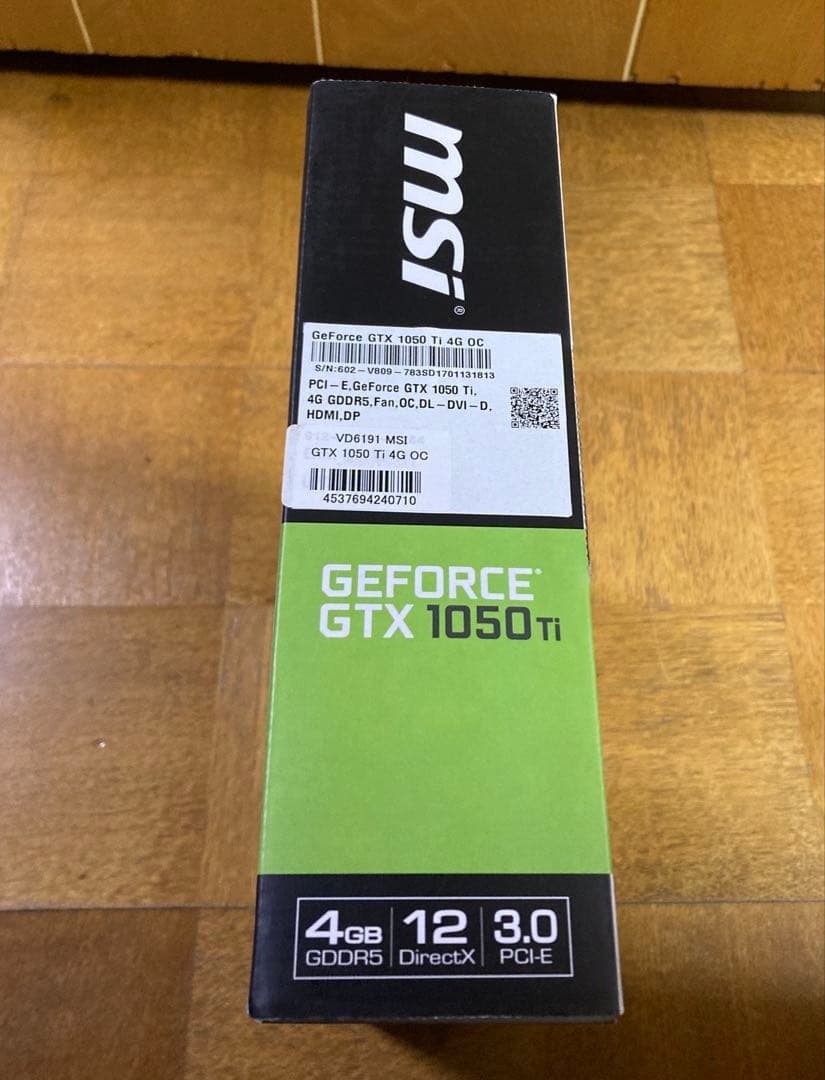 msi®
GeForce GTX 1050 Ti 4G OC
S/N:602-V809-783SD1701131813
PCI-E,GeForce GTX 1050 Ti,
4G GDDR5,Fan,OC,DL-DVI-D,
HDMI,DP
VD6191 MSI
GTX 1050 Ti 4G OC
4537694240710
GEFORCE®
GTX 1050 Ti
4GB 12 3.0
GDDR5 DirectX PCI-E